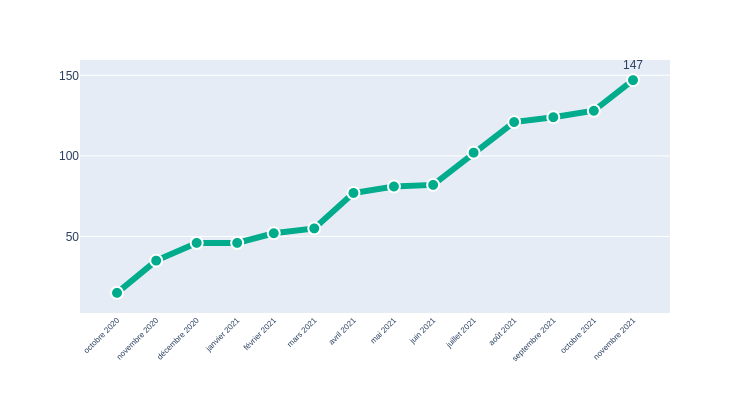 147
150
100
50
octobre 2020
novembre 2020
décembre 2020
janvier 2021
février 2021
mars 2021
avril 2021
mai 2021
juin 2021
juillet 2021
août 2021
septembre 2021
octobre 2021
novembre 2021